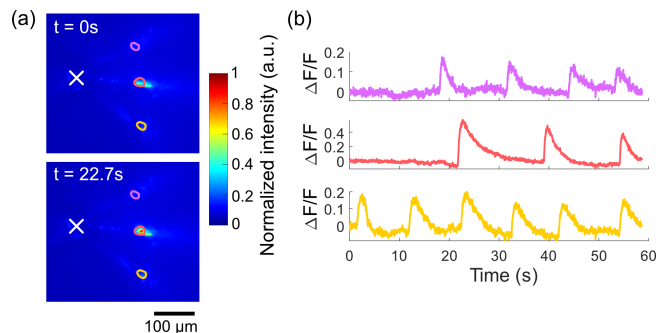 (a)
t = 0s
t = 22.7s
100 µm
1
0.8
0.6
0.4
0.2
0
Normalized intensity (a.u.)
(b)
0.2
0.1
0
ΔF/F
0.4
0.2
0
ΔF/F
0.2
0.1
0
ΔF/F
0 10 20 30 40 50 60
Time (s)